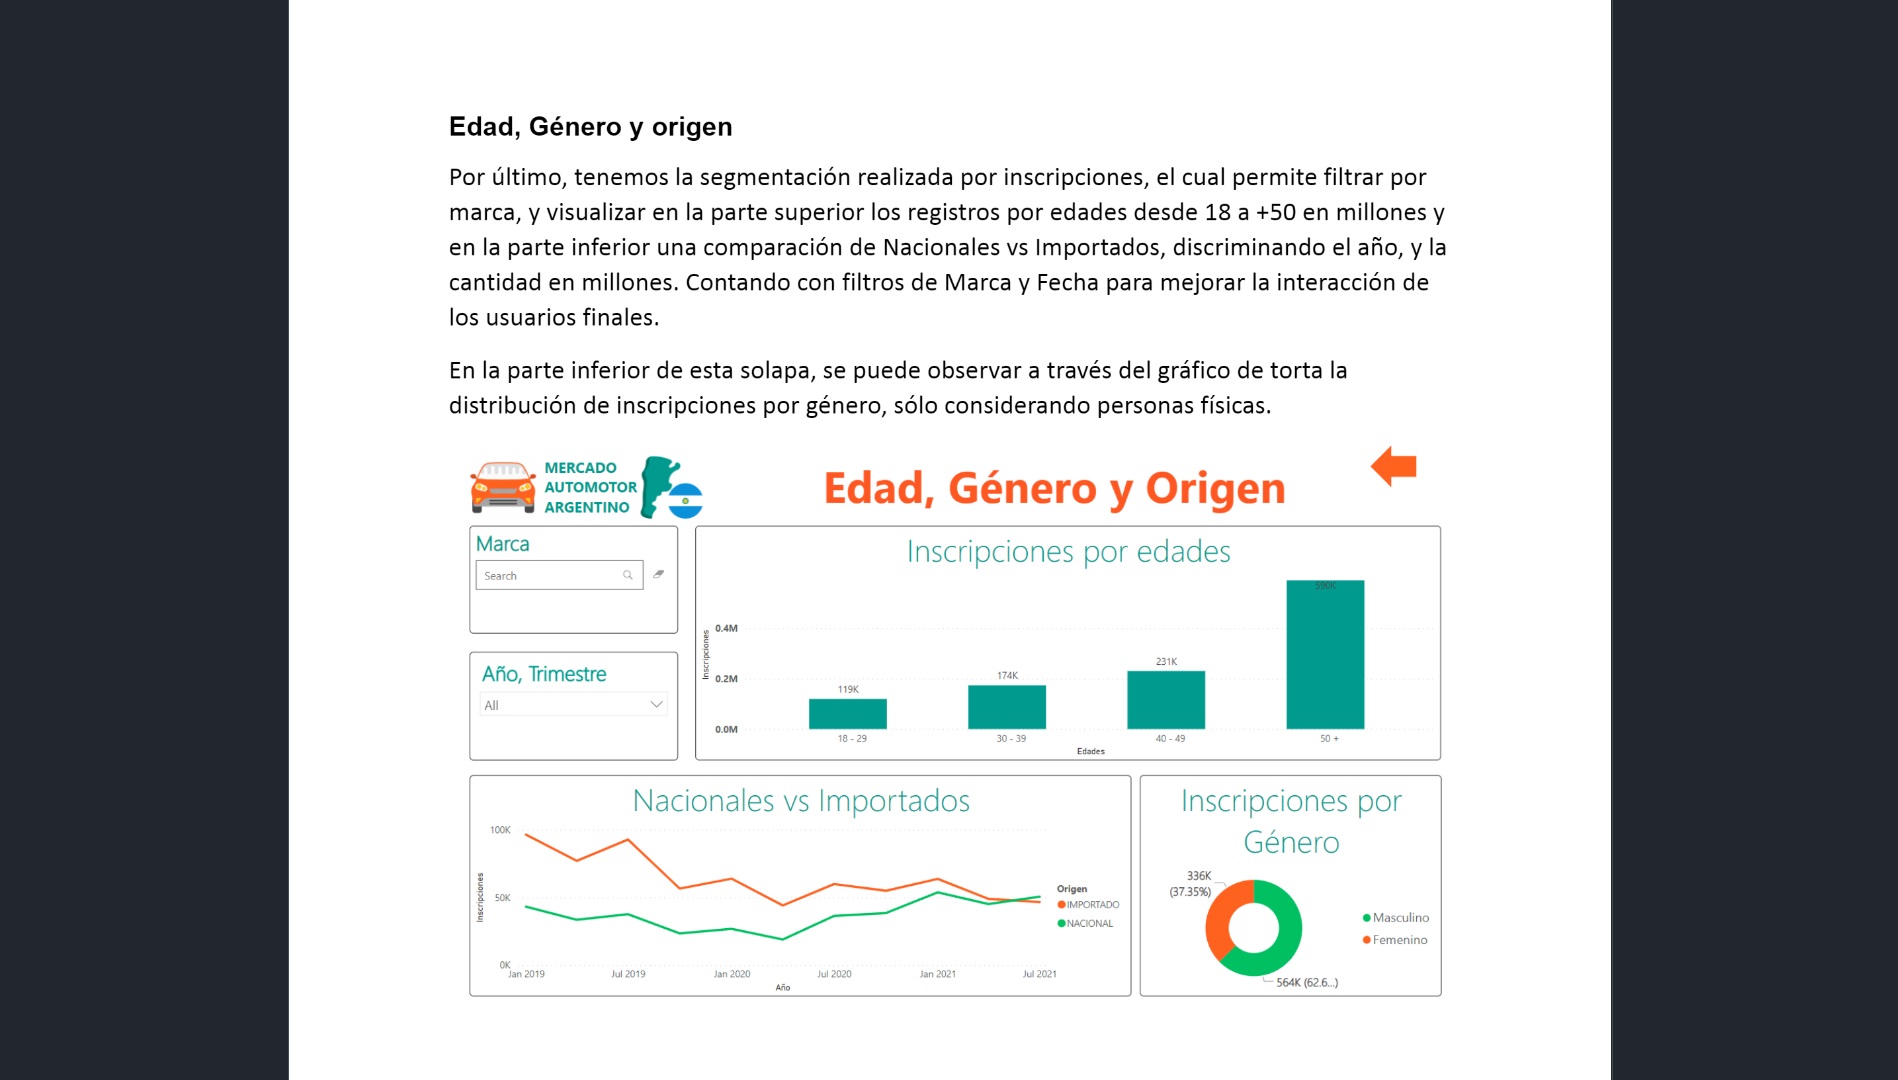 Edad, Género y origen
Por último, tenemos la segmentación realizada por inscripciones, el cual permite filtrar por
marca, y visualizar en la parte superior los registros por edades desde 18 a +50 en millones y
en la parte inferior una comparación de Nacionales vs Importados, discriminando el año, y la
cantidad en millones. Contando con filtros de Marca y Fecha para mejorar la interacción de
los usuarios finales.
En la parte inferior de esta solapa, se puede observar a través del gráfico de torta la
distribución de inscripciones por género, sólo considerando personas físicas.
MERCADO
AUTOMOTOR
ARGENTINO
Edad, Género y Origen
Marca
Search
Año, Trimestre
All
Inscripciones por edades
Inscripciones
0.4M
0.2M
0.0M
119K
174K
231K
590K
18 - 29
30 - 39
40 - 49
50 +
Edades
Nacionales vs Importados
Inscripciones
100K
50K
0K
Jan 2019
Jul 2019
Jan 2020
Jul 2020
Jan 2021
Jul 2021
Año
Origen
IMPORTADO
NACIONAL
Inscripciones por
Género
336K
(37.35%)
564K (62.6...)
Masculino
Femenino